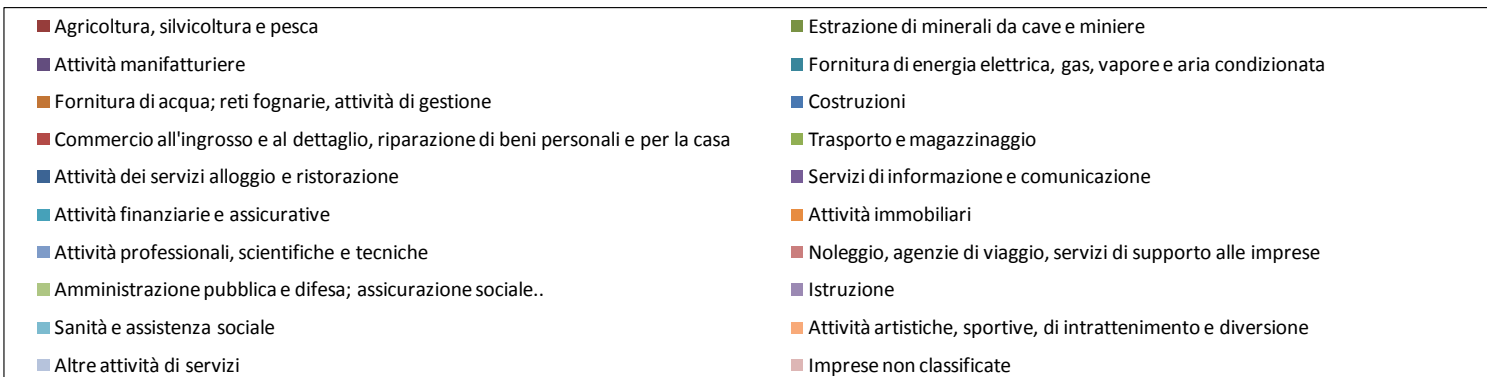 Agricoltura, silvicoltura e pesca
Estrazione di minerali da cave e miniere
Attività manifatturiere
Fornitura di energia elettrica, gas, vapore e aria condizionata
Fornitura di acqua; reti fognarie, attività di gestione
Costruzioni
Commercio all'ingrosso e al dettaglio, riparazione di beni personali e per la casa
Trasporto e magazzinaggio
Attività dei servizi alloggio e ristorazione
Servizi di informazione e comunicazione
Attività finanziarie e assicurative
Attività immobiliari
Attività professionali, scientifiche e tecniche
Noleggio, agenzie di viaggio, servizi di supporto alle imprese
Amministrazione pubblica e difesa; assicurazione sociale..
Istruzione
Sanità e assistenza sociale
Attività artistiche, sportive, di intrattenimento e diversione
Altre attività di servizi
Imprese non classificate